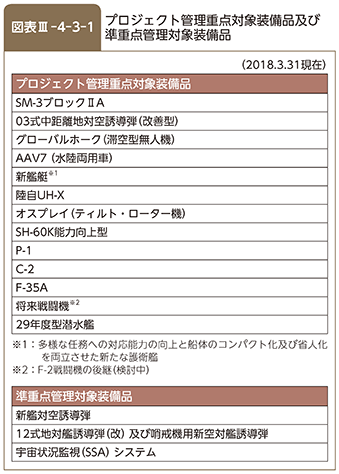 図表Ⅲ-4-3-1
プロジェクト管理重点対象装備品及び
準重点管理対象装備品
(2018.3.31現在)
プロジェクト管理重点対象装備品
SM-3ブロックⅡA
03式中距離地対空誘導弾(改善型)
グローバルホーク(滞空型無人機)
AAV7(水陸両用車)
新艦艇※1
陸自UH-X
オスプレイ(ティルト・ローター機)
SH-60K能力向上型
P-1
C-2
F-35A
将来戦闘機※2
29年度型潜水艦
※1:多様な任務への対応能力の向上と船体のコンパクト化及び省人化
を両立させた新たな護衛艦
※2:F-2戦闘機の後継(検討中)
準重点管理対象装備品
新艦対空誘導弾
12式地対艦誘導弾(改)及び哨戒機用新空対艦誘導弾
宇宙状況監視(SSA)システム